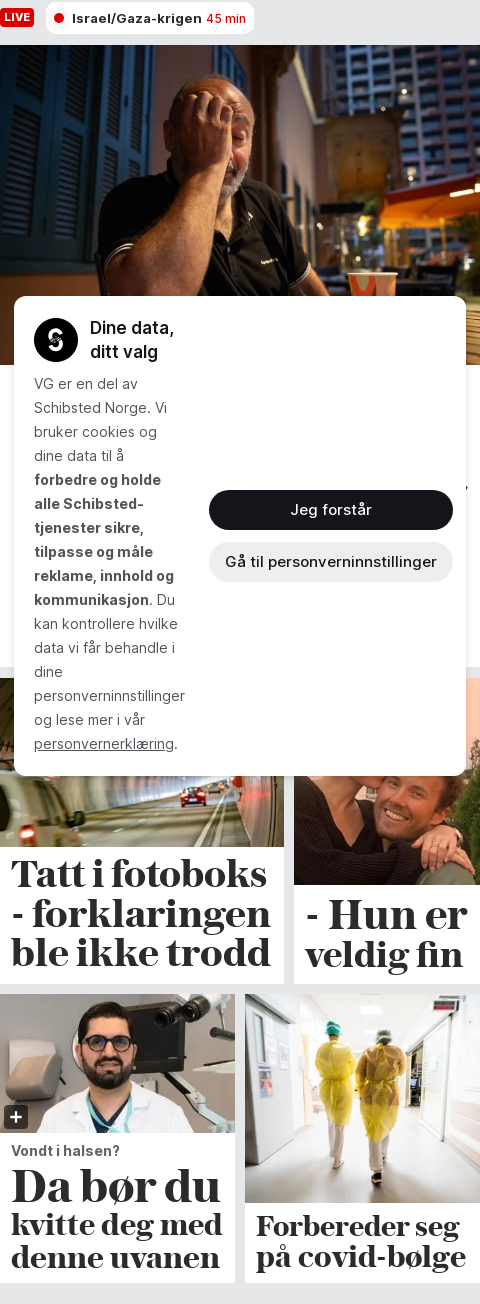 LIVE
Israel/Gaza-krigen 45 min
Dine data,
ditt valg
VG er en del av
Schibsted Norge. Vi
bruker cookies og
dine data til å
forbedre og holde
alle Schibsted-
tjenester sikre,
tilpasse og måle
reklame, innhold og
kommunikasjon. Du
kan kontrollere hvilke
data vi får behandle i
dine
personverninnstillinger
og lese mer i vår
personvernerklæring.
Jeg forstår
Gå til personverninnstillinger
Tatt i fotoboks
- forklaringen
ble ikke trodd
- Hun er
veldig fin
Vondt i halsen?
Da bør du
kvitte deg med
denne uvanen
Forbereder seg
på covid-bølge